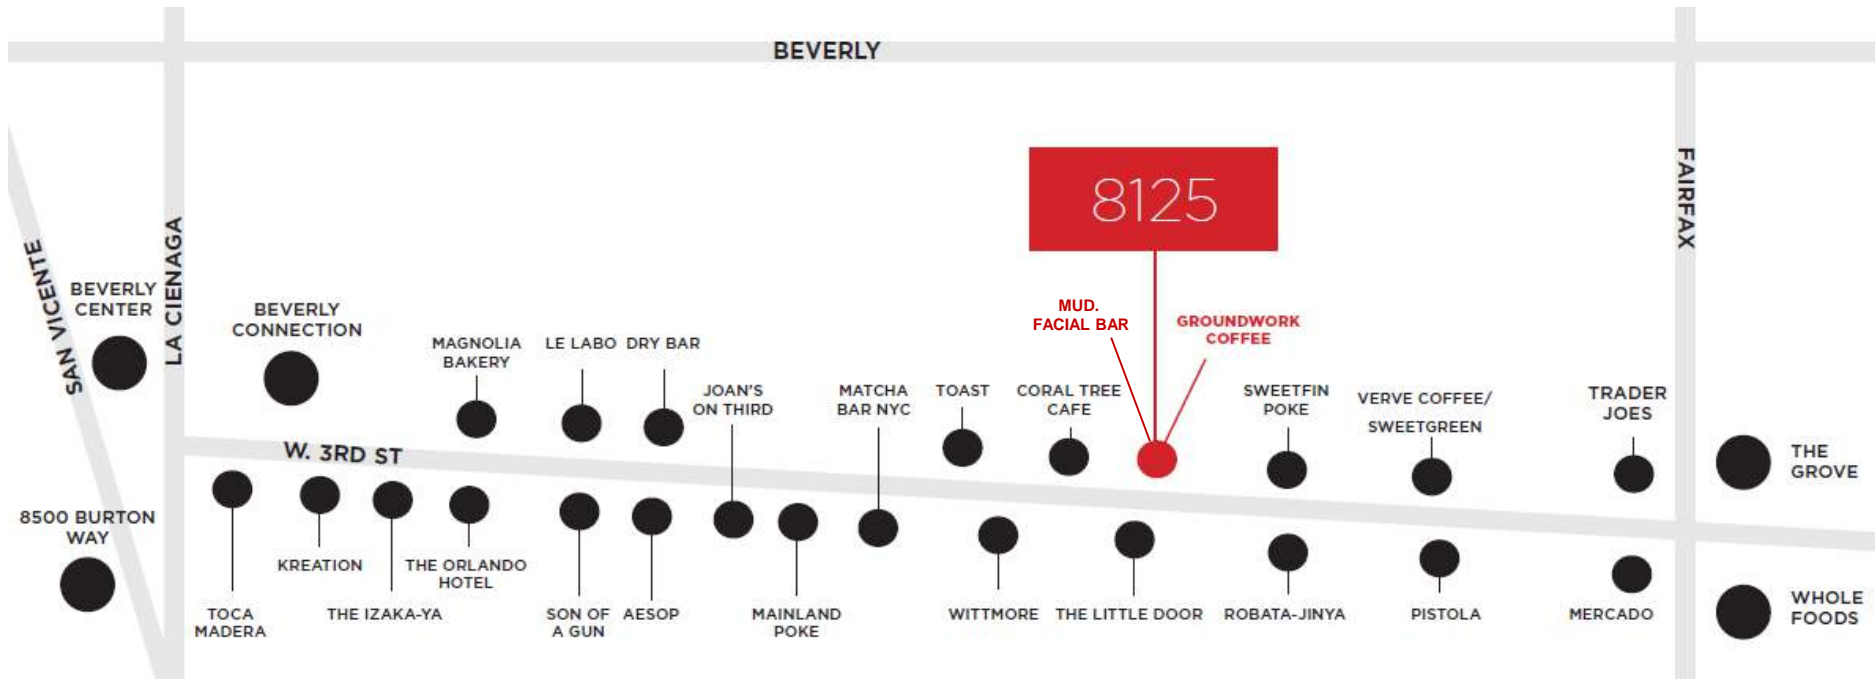 BEVERLY
8125
FAIRFAX
LA CIENAGA
SAN VICENTE
BEVERLY
CENTER
BEVERLY
CONNECTION
MUD.
FACIAL BAR
GROUNDWORK
COFFEE
MAGNOLIA
BAKERY
LE LABO
DRY BAR
JOAN'S
ON THIRD
MATCHA
BAR NYC
TOAST
CORAL TREE
CAFE
SWEETFIN
POKE
VERVE COFFEE/
SWEETGREEN
TRADER
JOES
THE
GROVE
W. 3RD ST
8500 BURTON
WAY
KREATION
THE ORLANDO
HOTEL
TOCA
MADERA
THE IZAKA-YA
SON OF
A GUN
AESOP
MAINLAND
POKE
WITTMORE
THE LITTLE DOOR
ROBATA-JINYA
PISTOLA
MERCADO
WHOLE
FOODS